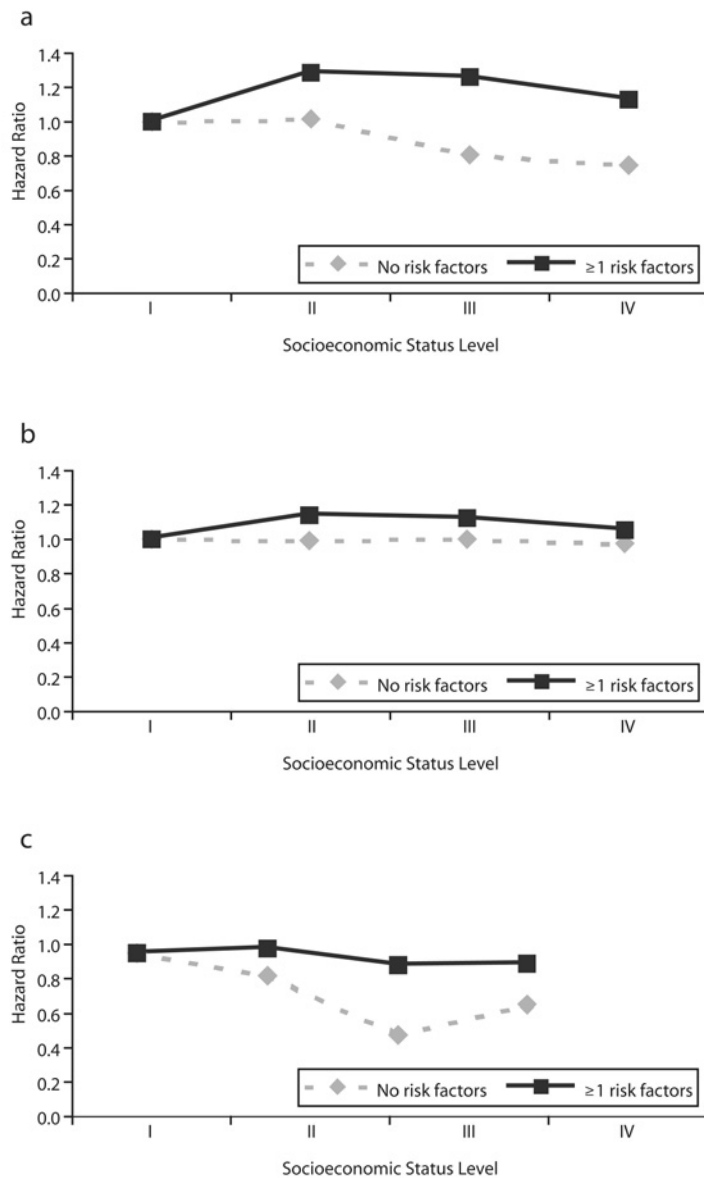 a
1.4
1.2
1.0
0.8
0.6
0.4
0.2
0.0
Hazard Ratio
No risk factors ≥1 risk factors
I II III IV
Socioeconomic Status Level
b
1.4
1.2
1.0
0.8
0.6
0.4
0.2
0.0
Hazard Ratio
No risk factors ≥1 risk factors
I II III IV
Socioeconomic Status Level
c
1.4
1.2
1.0
0.8
0.6
0.4
0.2
0.0
Hazard Ratio
No risk factors ≥1 risk factors
I II III IV
Socioeconomic Status Level